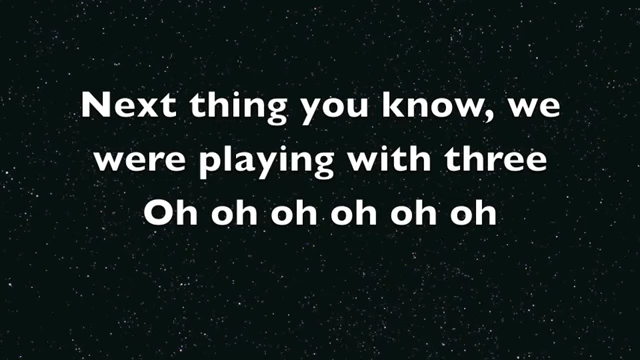 Next thing you know, we
were playing with three
Oh oh oh oh oh oh